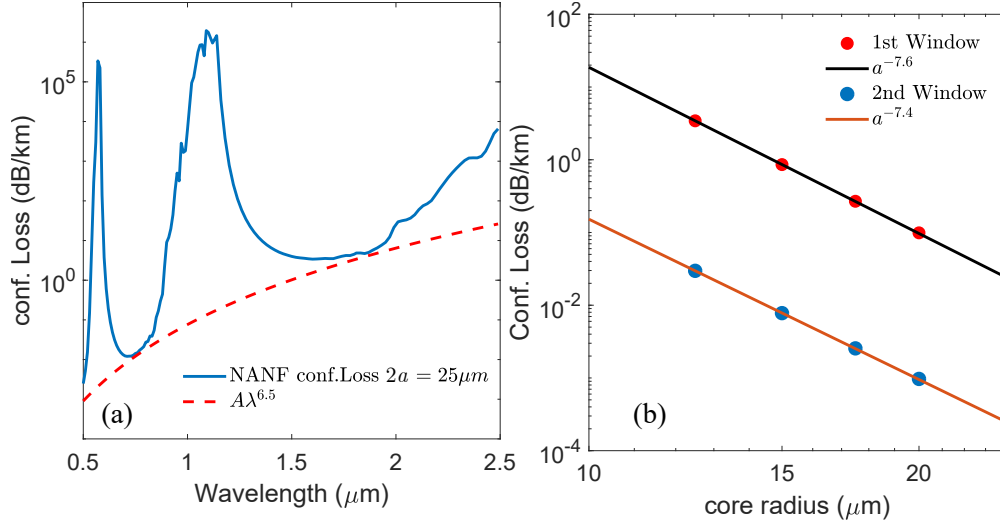 10^5
10^0
conf. Loss (dB/km)
NANF conf.Loss 2a = 25μm
Aλ^6.5
(a)
0.5
1
1.5
2
2.5
Wavelength (μm)
10^2
10^0
10^-2
10^-4
Conf. Loss (dB/km)
1st Window
a^−7.6
2nd Window
a^−7.4
(b)
10
15
20
core radius (μm)